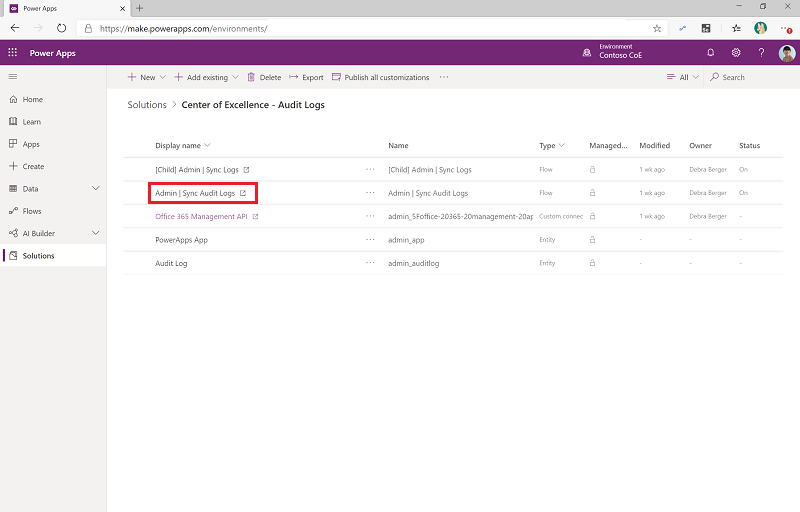 Power Apps
https://make.powerapps.com/environments/
Power Apps
Environment
Contoso CoE
New
Add existing
Delete
Export
Publish all customizations
All
Search
Home
Learn
Apps
Create
Data
Flows
AI Builder
Solutions
Solutions > Center of Excellence - Audit Logs
Display name Name Type Managed... Modified Owner Status
[Child] Admin | Sync Logs ··· [Child] Admin | Sync Logs Flow 1 wk ago Debra Berger On
Admin | Sync Audit Logs ··· Admin | Sync Audit Logs Flow 1 wk ago Debra Berger On
Office 365 Management API ··· admin_5Foffice-20365-20management-20ap Custom connec 1 wk ago Debra Berger -
PowerApps App ··· admin_app Entity - - -
Audit Log ··· admin_auditlog Entity - - -